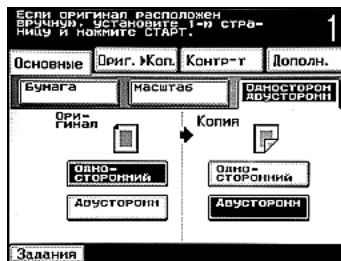 Если оригинал расположен
вручную, установите 1-ю стра-
ницу и нажмите СТАРТ.
1
Основные Ориг.→Коп. Контр-т Дополн.
Бумага Масштаб Односторон
Двусторонн
Ори-
гинал
Копия
Одно-
сторонний
Одно-
сторонний
Двусторонн
Двусторонн
Задания